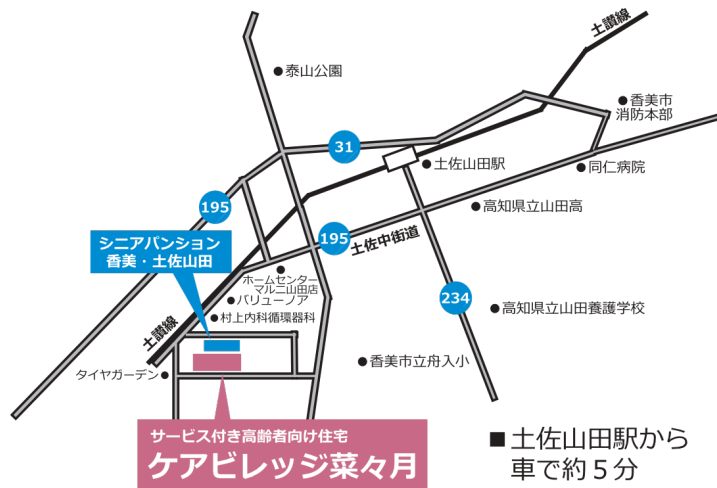 土讃線
泰山公園
香美市
消防本部
31
土佐山田駅
同仁病院
195
高知県立山田高
シニアパンション
香美・土佐山田
195
土佐中街道
ホームセンター
マルニ山田店
バリューノア
234
高知県立山田養護学校
村上内科循環器科
土讃線
香美市立舟入小
タイヤガーデン
サービス付き高齢者向け住宅
ケアビレッジ菜々月
■土佐山田駅から
車で約5分